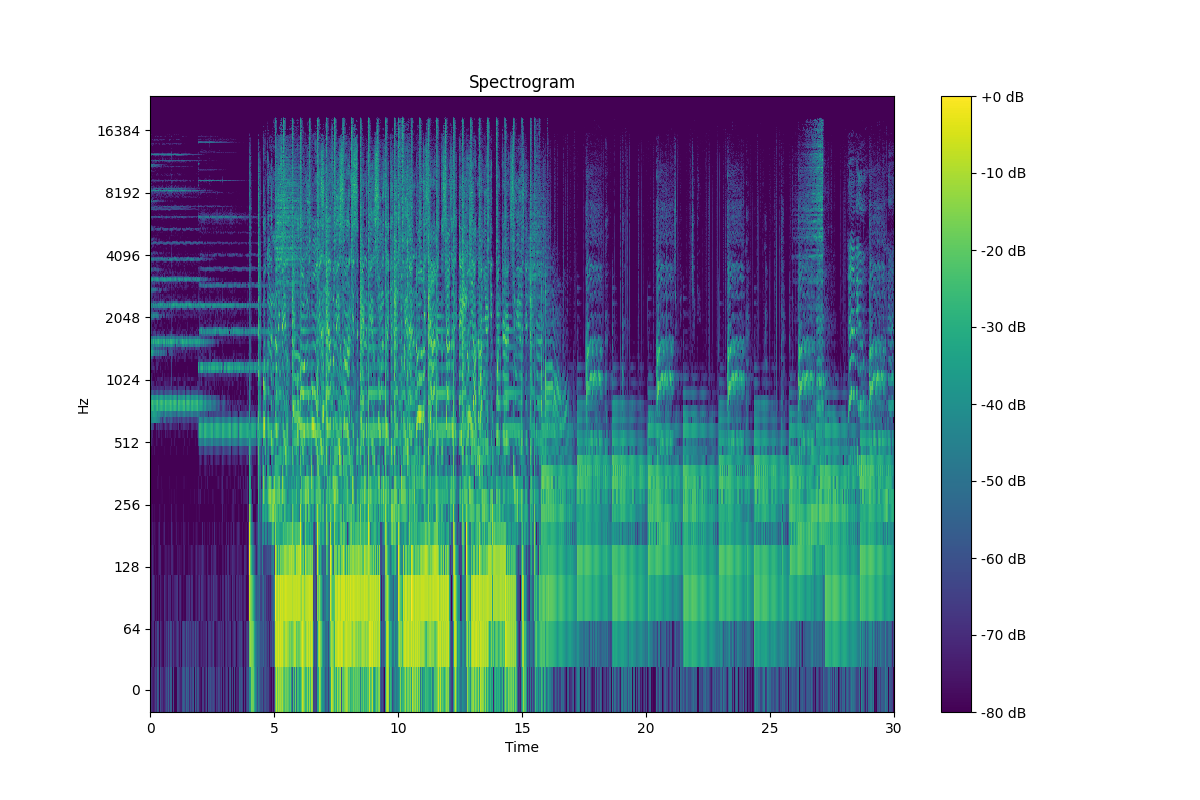 Spectrogram
Hz
16384
8192
4096
2048
1024
512
256
128
64
0
0 5 10 15 20 25 30
Time
+0 dB
-10 dB
-20 dB
-30 dB
-40 dB
-50 dB
-60 dB
-70 dB
-80 dB